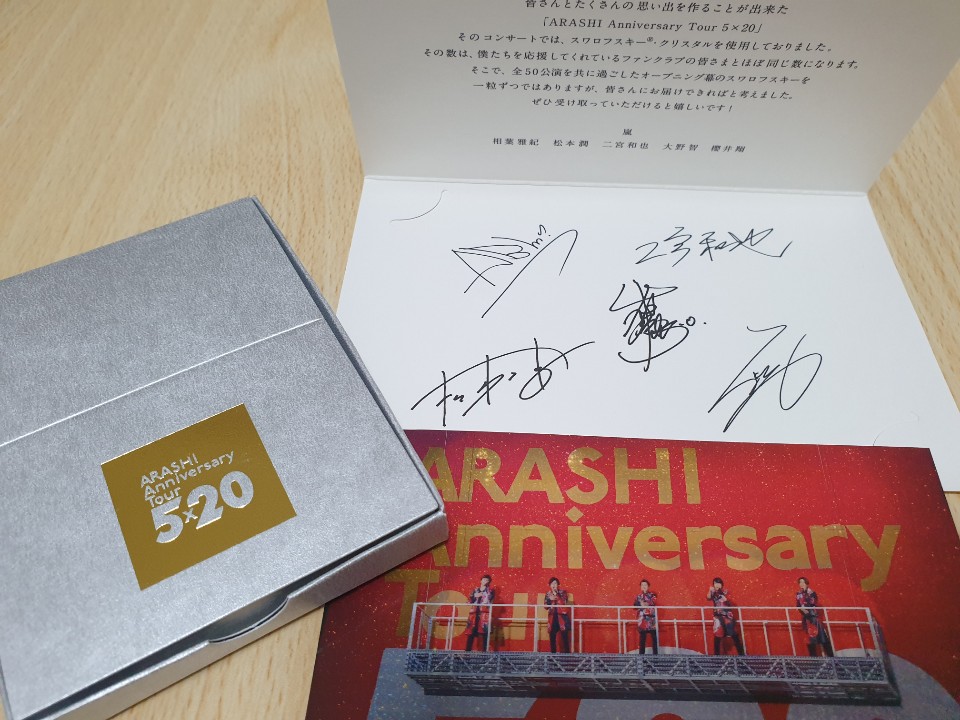 皆さんとたくさんの思い出を作ることが出来た
「ARASHI Anniversary Tour 5×20」
そのコンサートでは、スワロフスキー®・クリスタルを使用しておりました。
その数は、僕たちを応援してくれているファンクラブの皆さまとほぼ同じ数になります。
そこで、全50公演を共に過ごしたオープニング幕のスワロフスキーを
一粒ずつではありますが、皆さんにお届けできればと考えました。
ぜひ受け取っていただけると嬉しいです！
嵐
相葉雅紀 松本潤 二宮和也 大野智 櫻井翔
二宮和也
ARASHI
Anniversary
Tour
5×20
ARASHI
Anniversary
Tour